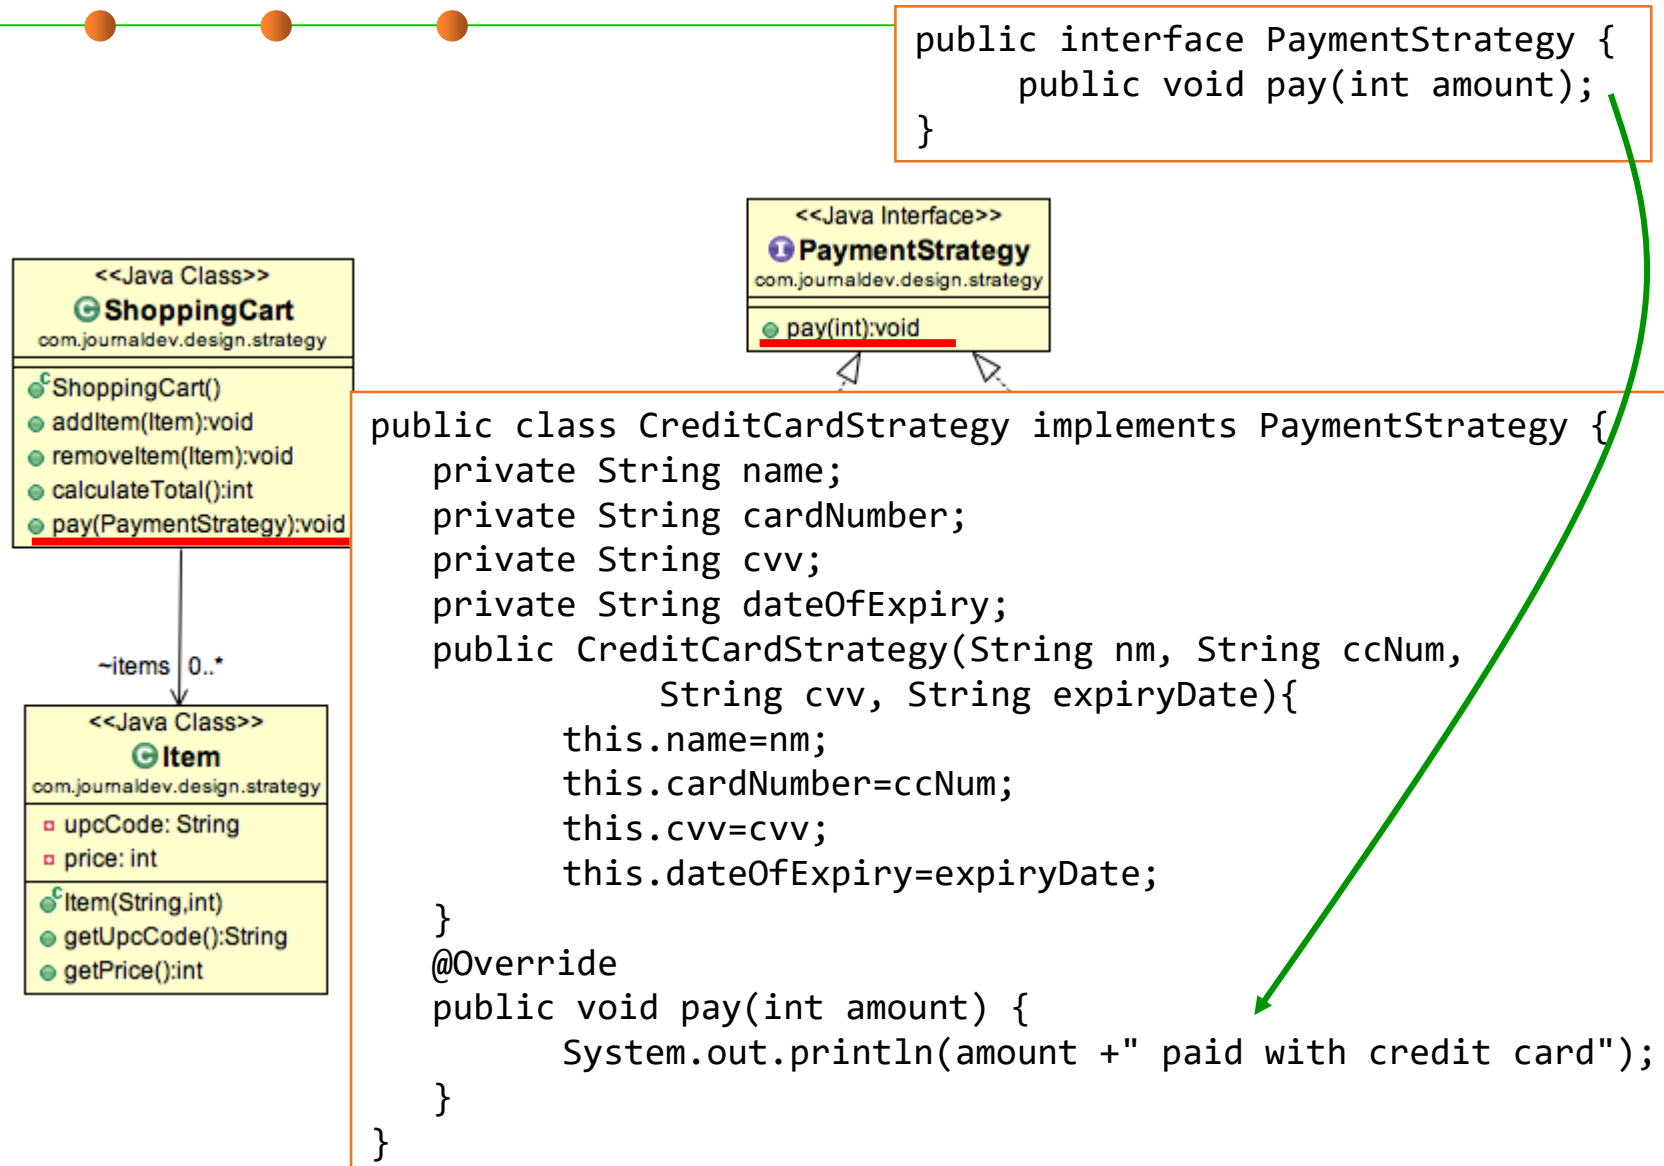 public interface PaymentStrategy {
public void pay(int amount);
}
<<Java Interface>>
I PaymentStrategy
com.journaldev.design.strategy
pay(int):void
<<Java Class>>
G ShoppingCart
com.journaldev.design.strategy
c ShoppingCart()
addItem(Item):void
removeItem(Item):void
calculateTotal():int
pay(PaymentStrategy):void
~items 0..*
<<Java Class>>
G Item
com.journaldev.design.strategy
upcCode: String
price: int
c Item(String,int)
getUpcCode():String
getPrice():int
public class CreditCardStrategy implements PaymentStrategy {
private String name;
private String cardNumber;
private String cvv;
private String dateOfExpiry;
public CreditCardStrategy(String nm, String ccNum,
String cvv, String expiryDate){
this.name=nm;
this.cardNumber=ccNum;
this.cvv=cvv;
this.dateOfExpiry=expiryDate;
}
@Override
public void pay(int amount) {
System.out.println(amount +" paid with credit card");
}
}